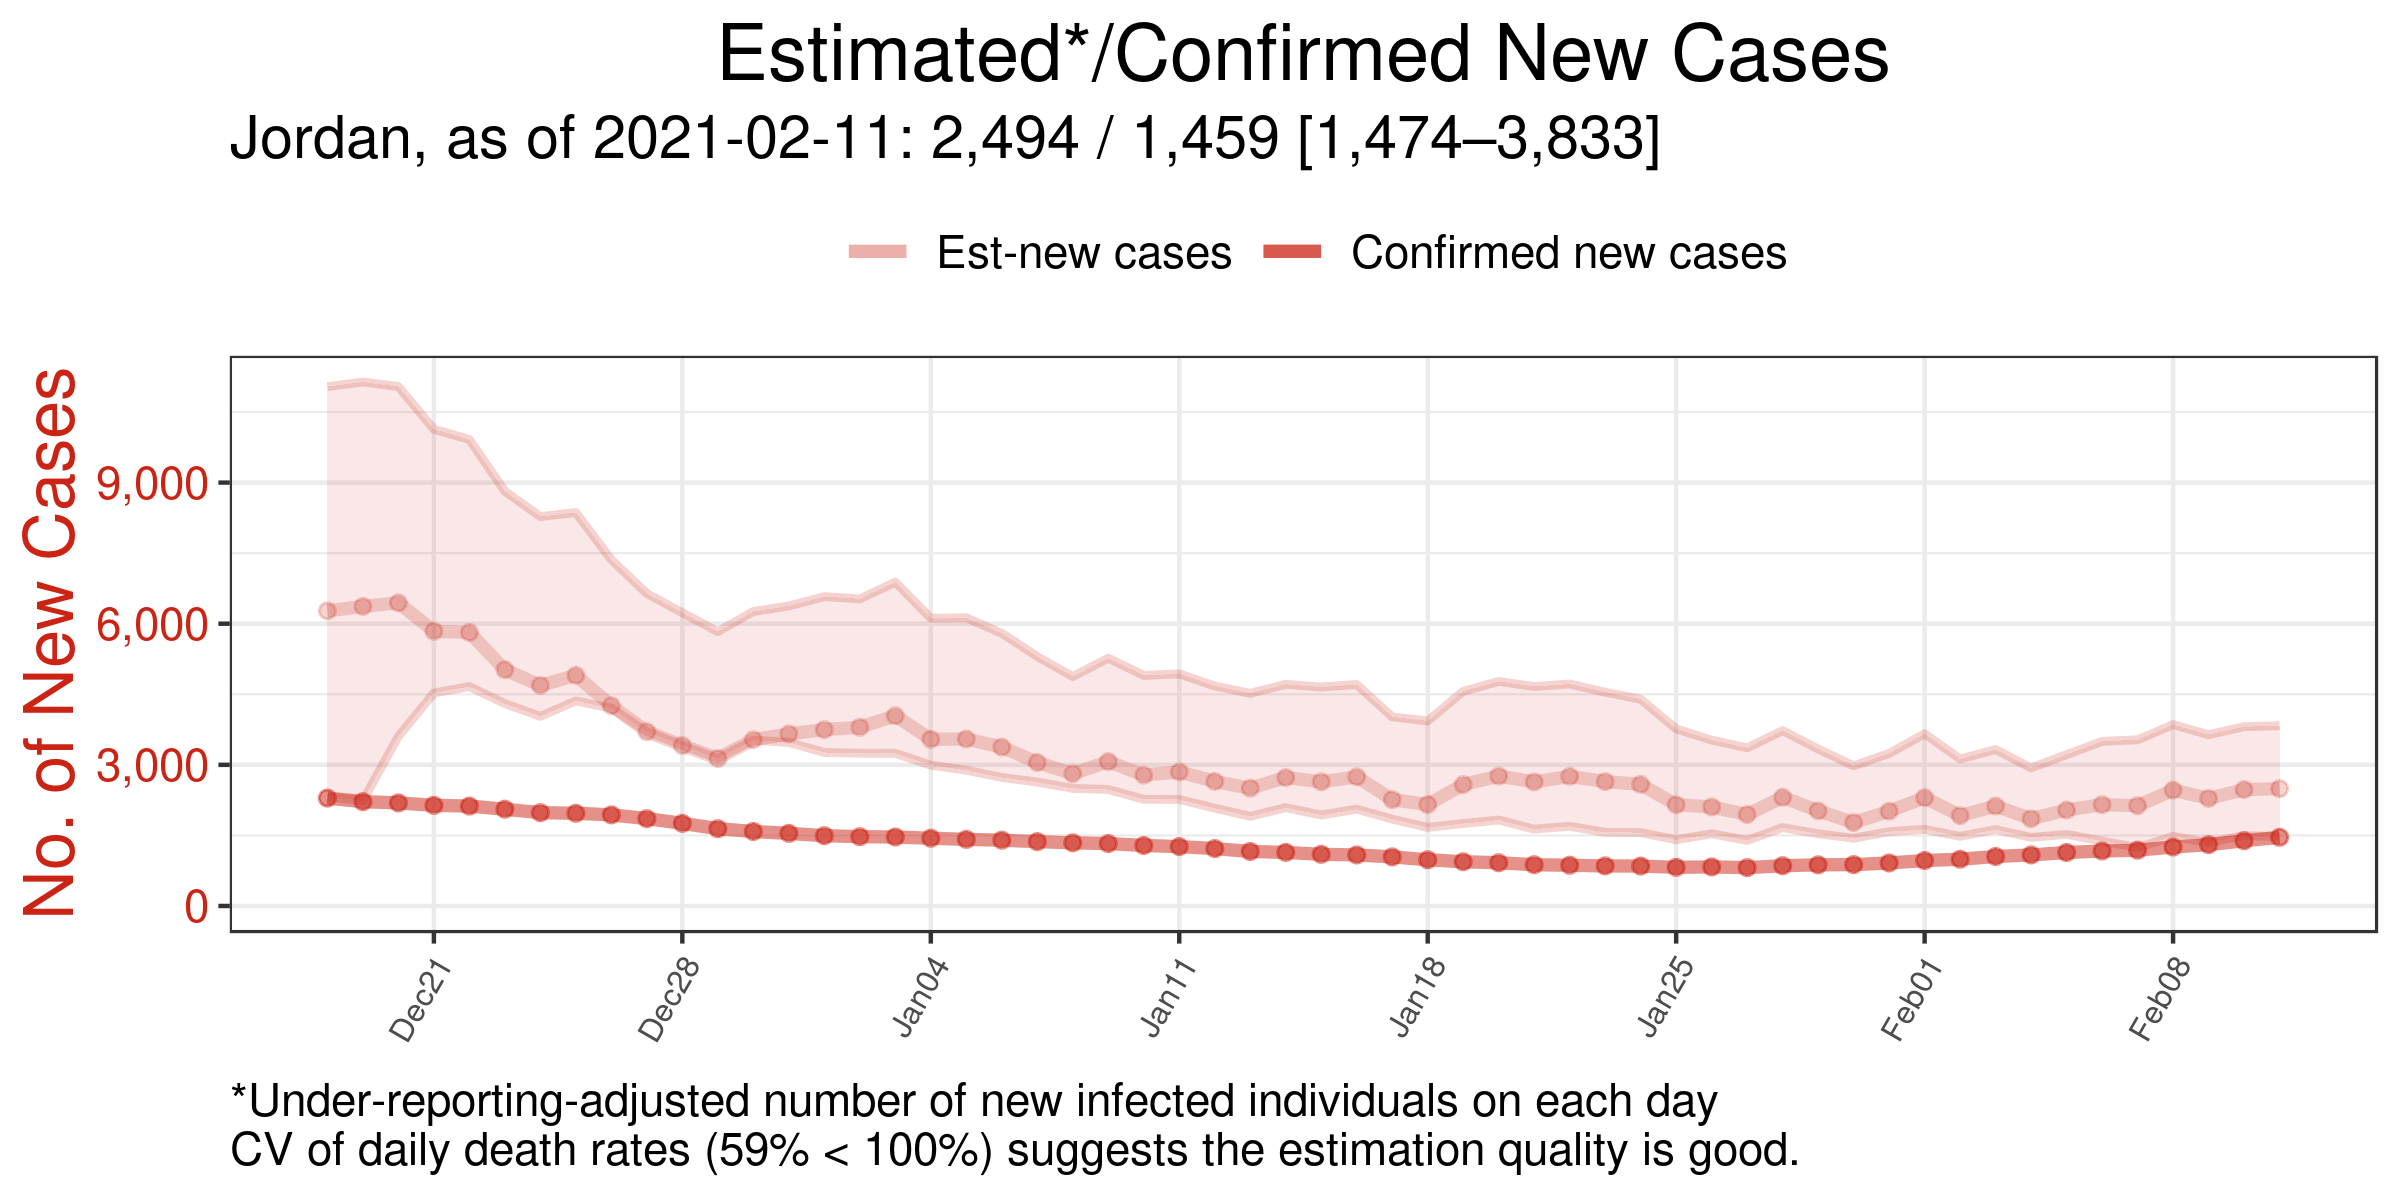 Estimated*/Confirmed New Cases
Jordan, as of 2021-02-11: 2,494 / 1,459 [1,474–3,833]
Est-new cases
Confirmed new cases
No. of New Cases
9,000
6,000
3,000
0
Dec21
Dec28
Jan04
Jan11
Jan18
Jan25
Feb01
Feb08
*Under-reporting-adjusted number of new infected individuals on each day
CV of daily death rates (59% < 100%) suggests the estimation quality is good.